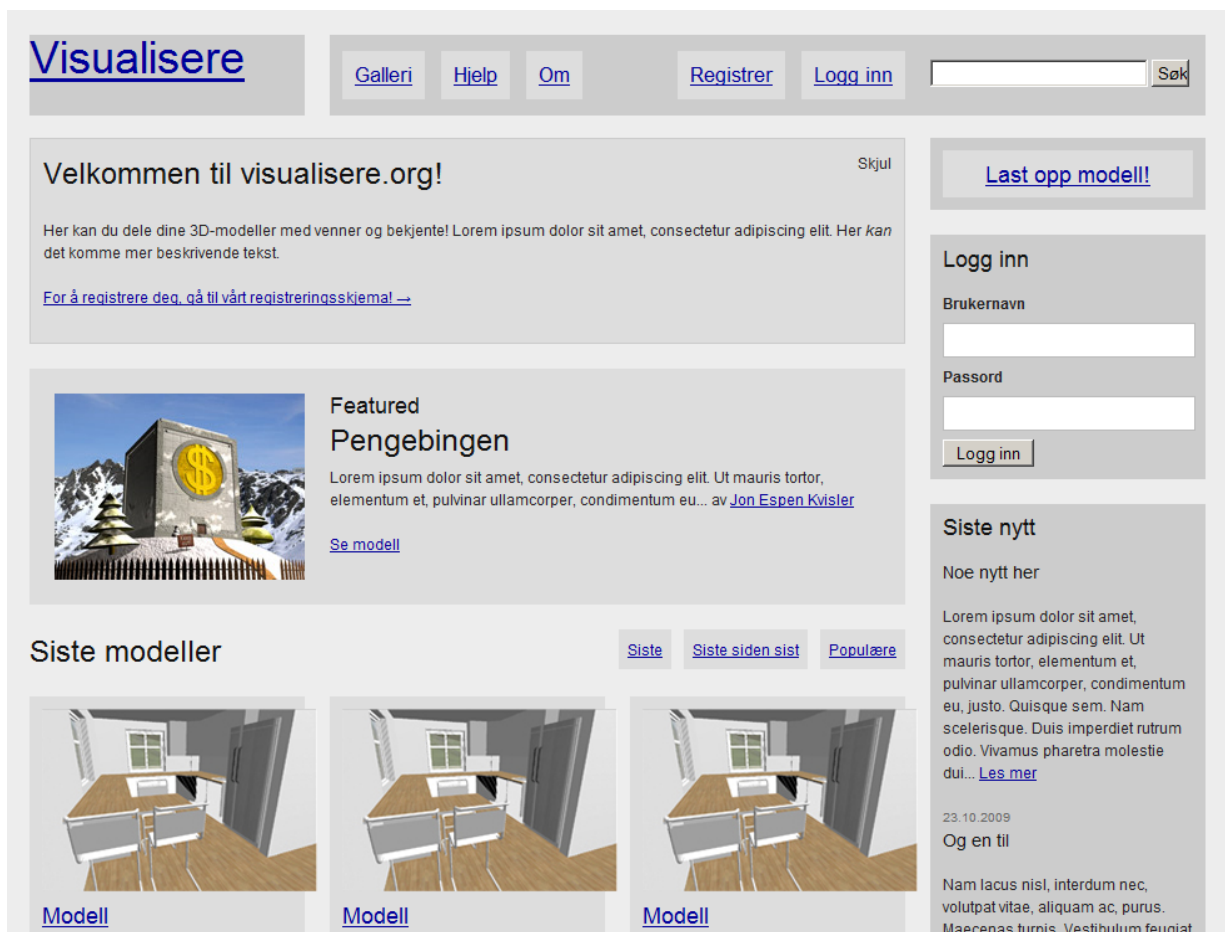 Visualisere
Galleri Hjelp Om Registrer Logg inn Søk
Velkommen til visualisere.org!
Skjul
Her kan du dele dine 3D-modeller med venner og bekjente! Lorem ipsum dolor sit amet, consectetur adipiscing elit. Her kan
det komme mer beskrivende tekst.
For å registrere deg, gå til vårt registreringsskjema! →
Featured
Pengebingen
Lorem ipsum dolor sit amet, consectetur adipiscing elit. Ut mauris tortor,
elementum et, pulvinar ullamcorper, condimentum eu... av Jon Espen Kvisler
Se modell
Siste modeller
Siste Siste siden sist Populære
Modell
Modell
Modell
Last opp modell!
Logg inn
Brukernavn
Passord
Logg inn
Siste nytt
Noe nytt her
Lorem ipsum dolor sit amet,
consectetur adipiscing elit. Ut
mauris tortor, elementum et,
pulvinar ullamcorper, condimentum
eu, justo. Quisque sem. Nam
scelerisque. Duis imperdiet rutrum
odio. Vivamus pharetra molestie
dui... Les mer
23.10.2009
Og en til
Nam lacus nisl, interdum nec,
volutpat vitae, aliquam ac, purus.
Maecenas turpis. Vestibulum feugiat